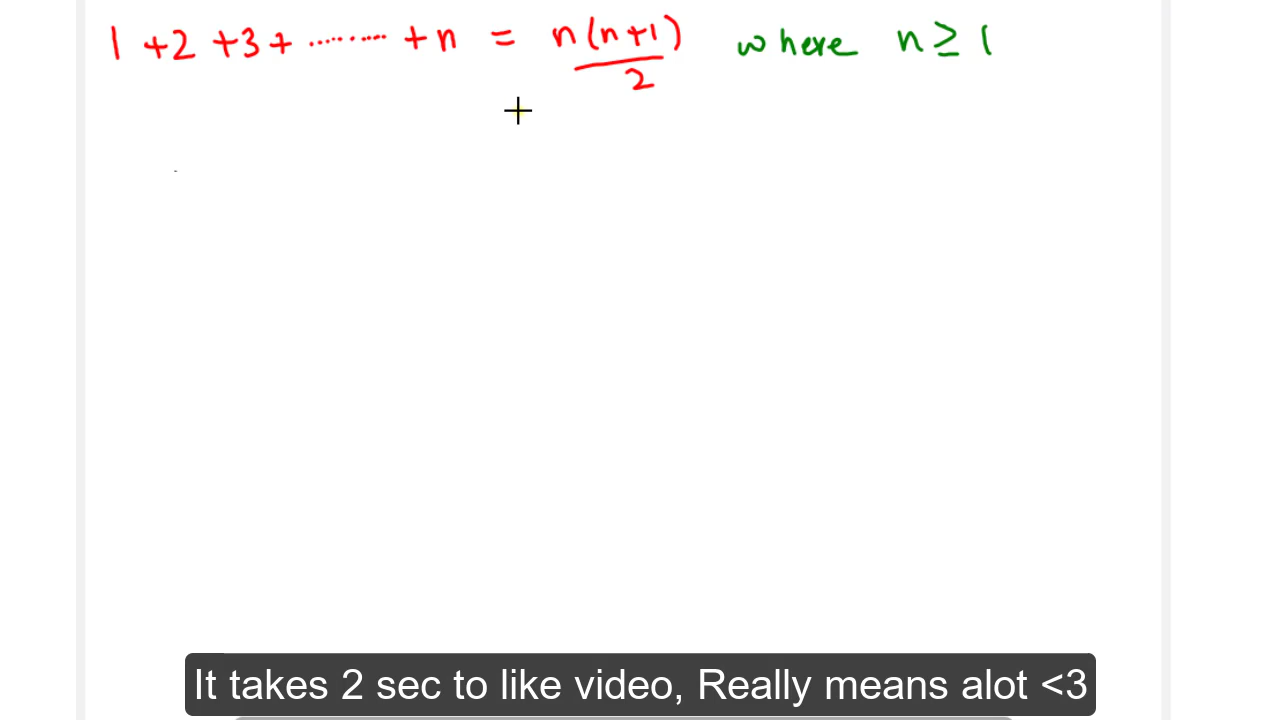 1 + 2 + 3 + ......... + n = n(n+1)/2 where n ≥ 1
It takes 2 sec to like video, Really means alot <3